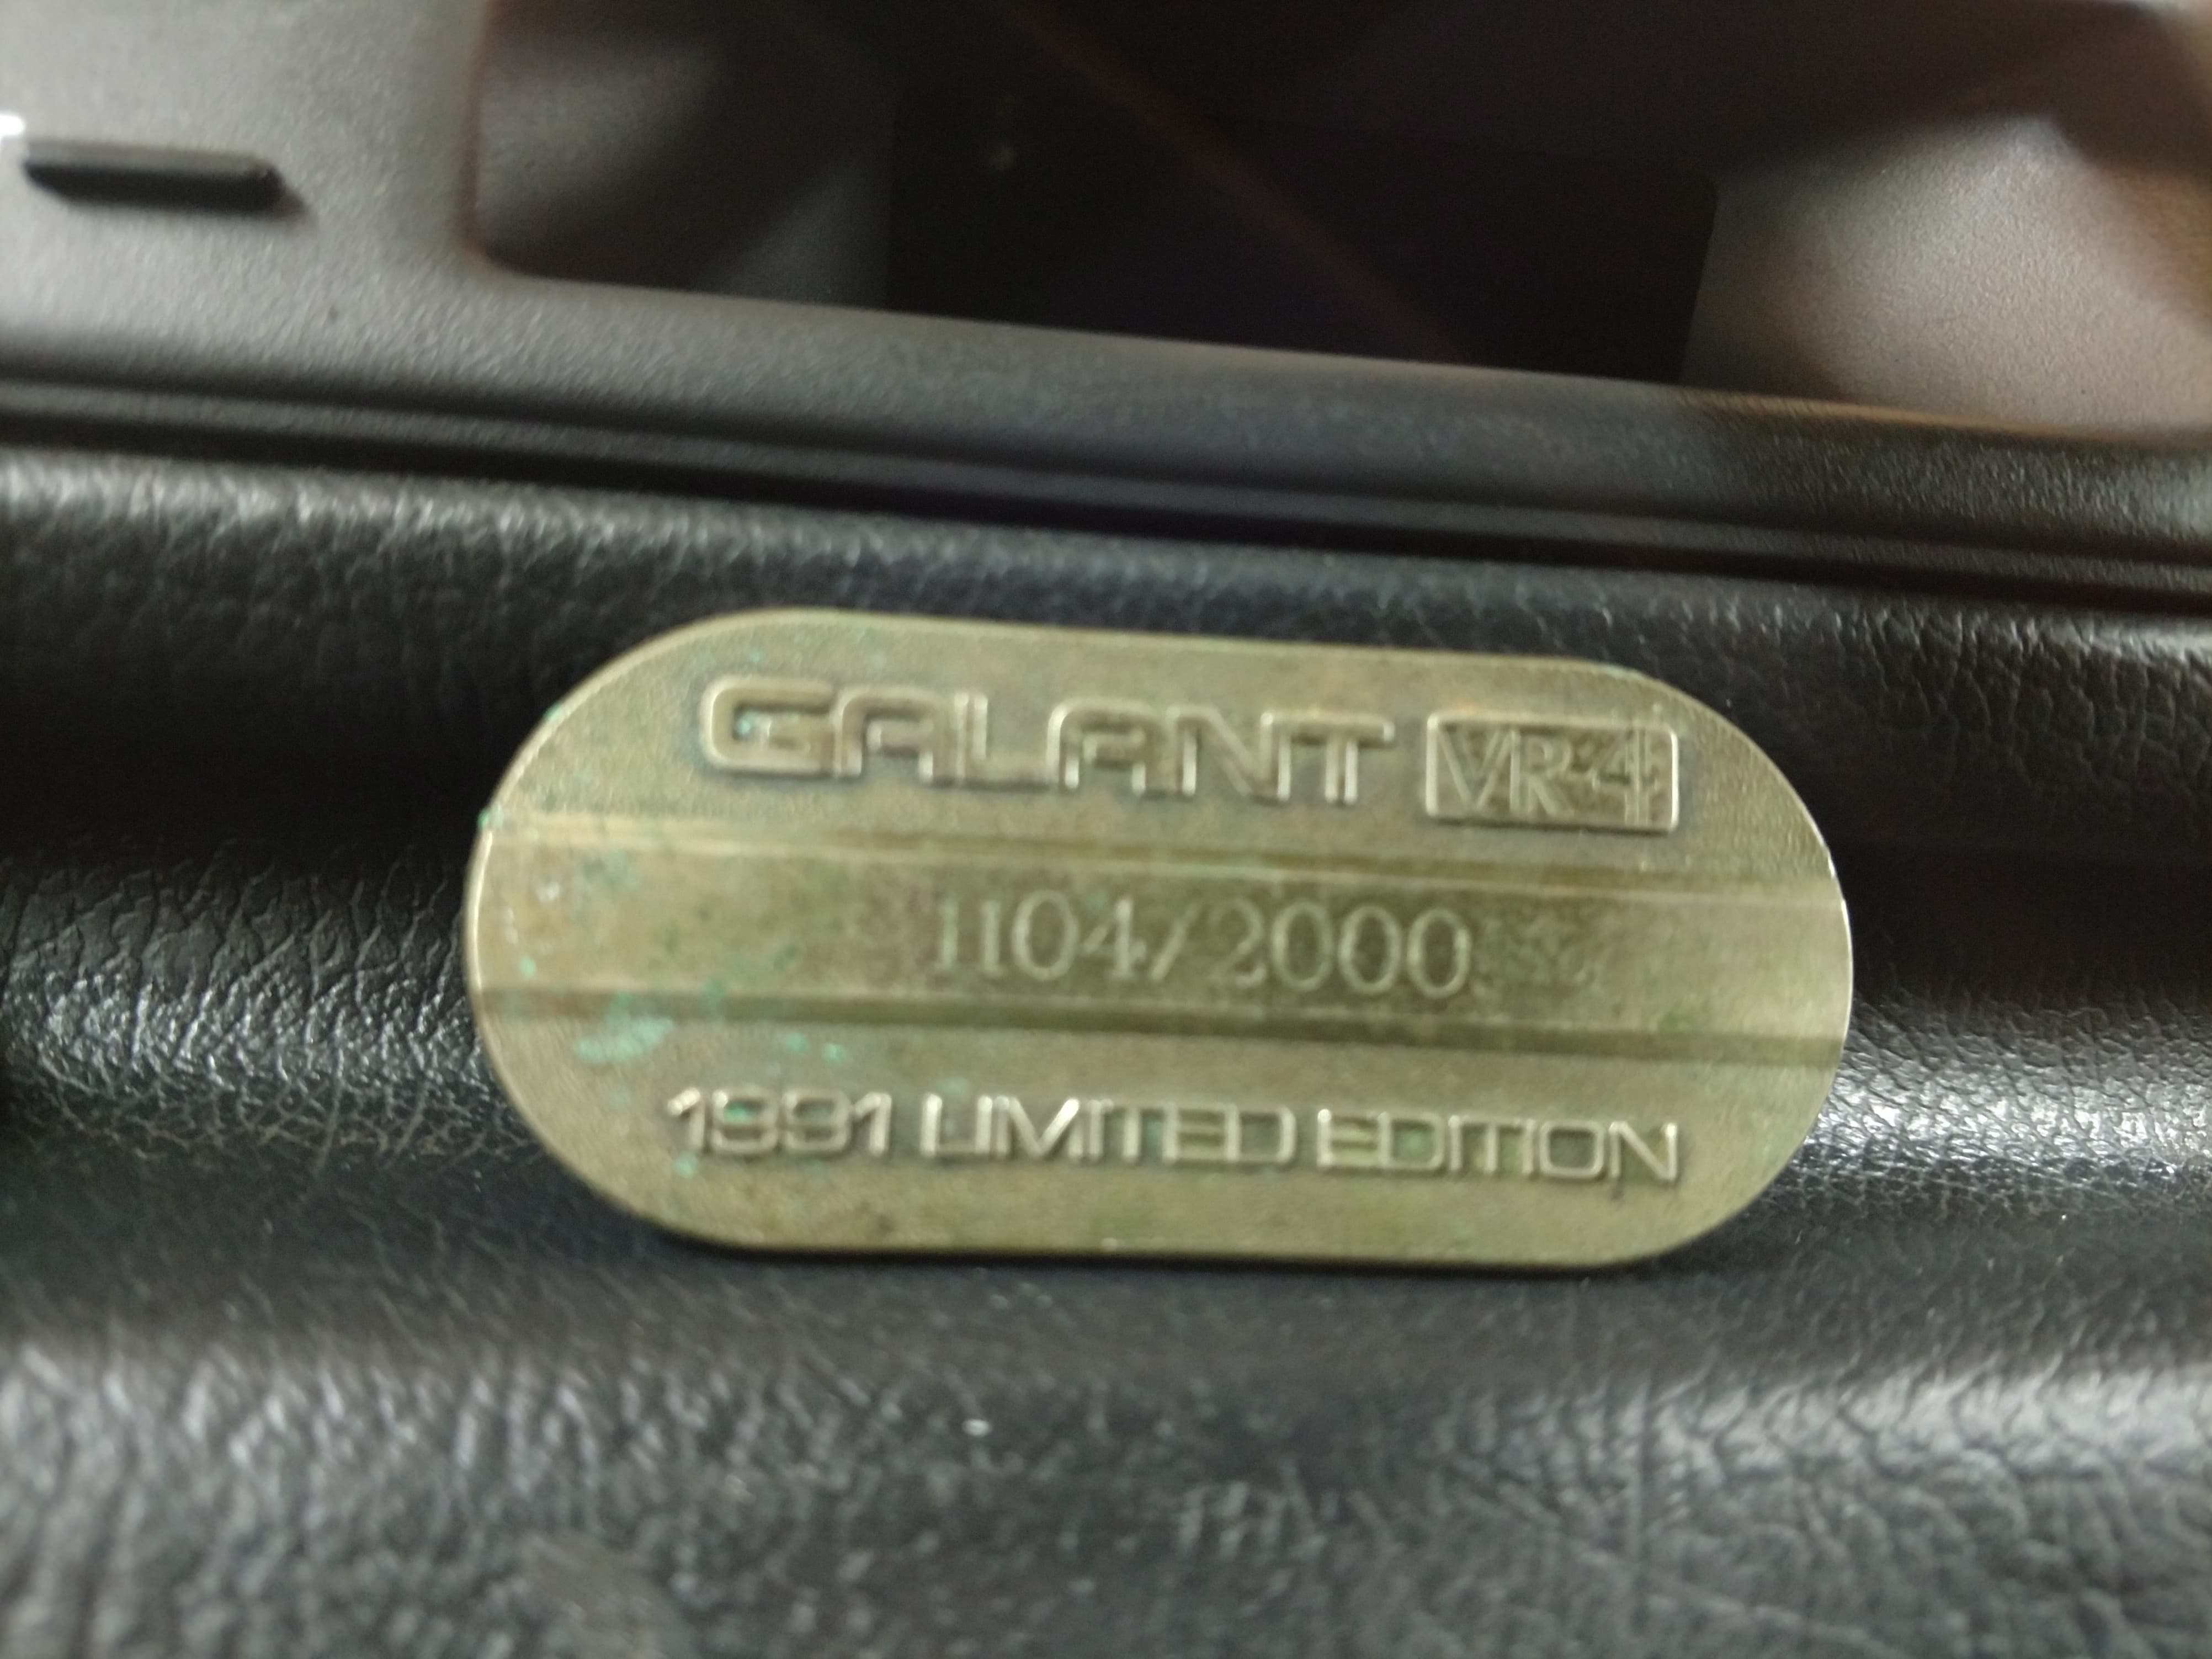 GALANT VR-4
1104/2000
1991 LIMITED EDITION